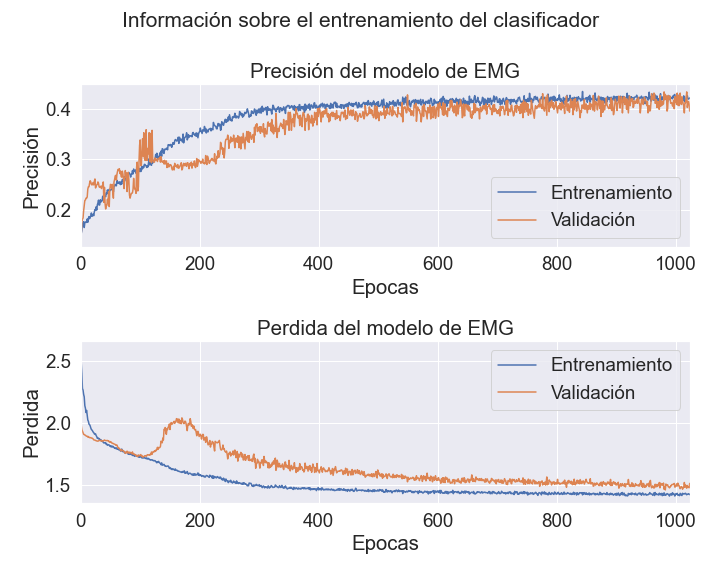 Información sobre el entrenamiento del clasificador
Precisión del modelo de EMG
0.4
0.3
0.2
Precisión
Entrenamiento
Validación
0 200 400 600 800 1000
Epocas
Perdida del modelo de EMG
2.5
2.0
1.5
Perdida
Entrenamiento
Validación
0 200 400 600 800 1000
Epocas